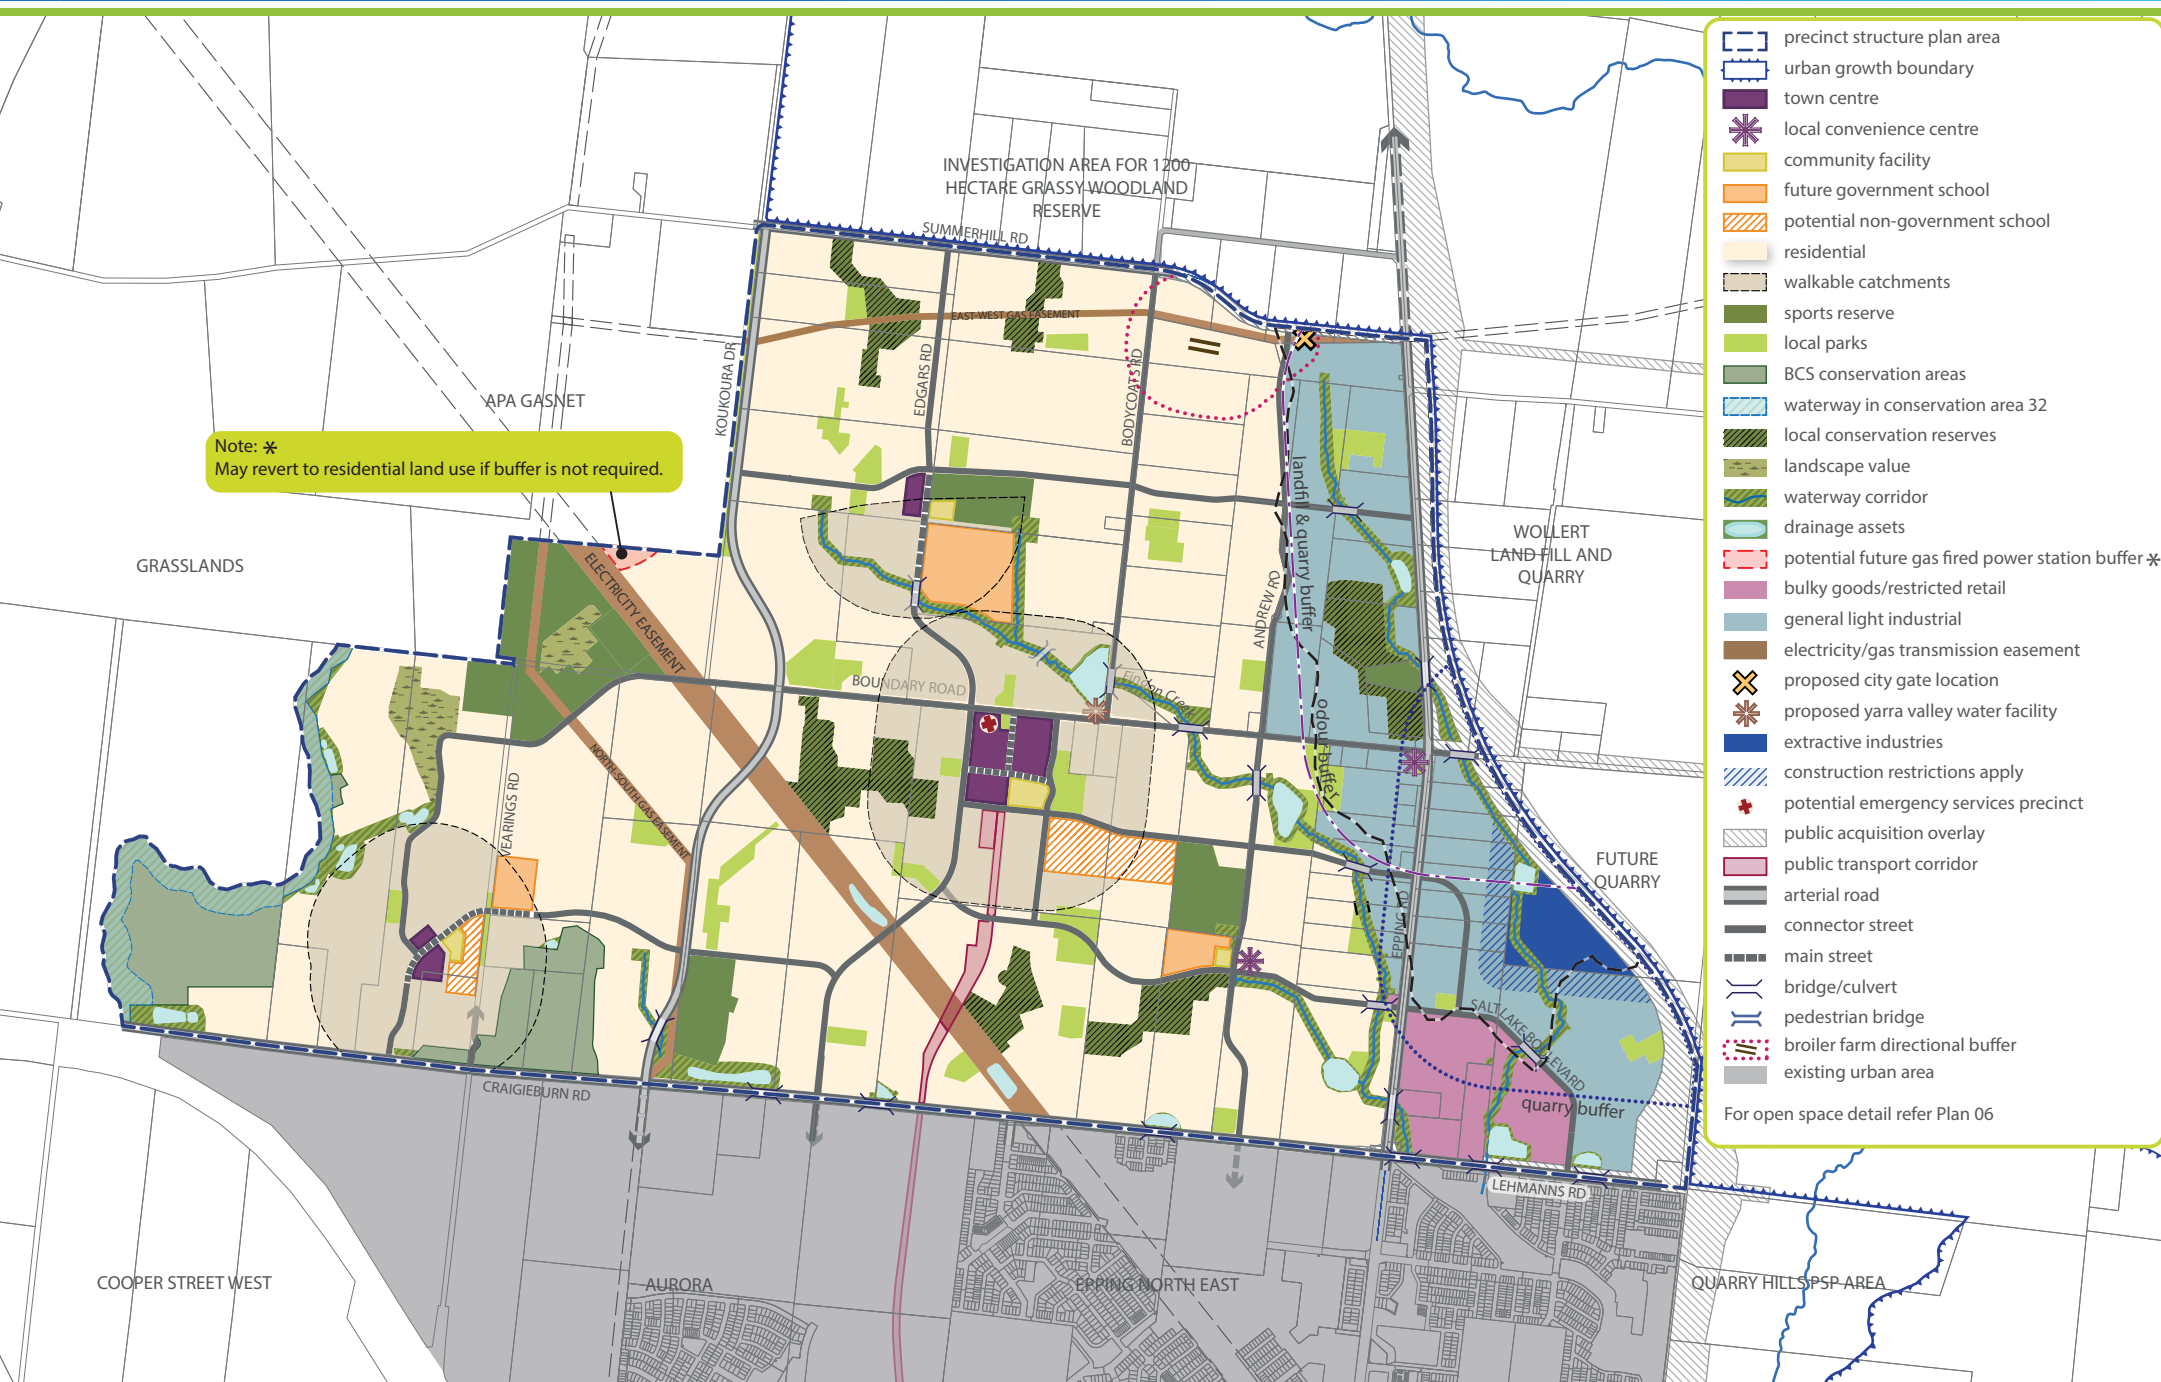 INVESTIGATION AREA FOR 1200
HECTARE GRASSY WOODLAND
RESERVE
SUMMERHILL RD
EAST WEST GAS EASEMENT
KOUKOURA DR
EDGARS RD
BODYCOATS RD
APA GASNET
Note: *
May revert to residential land use if buffer is not required.
GRASSLANDS
ELECTRICITY EASEMENT
landfill & quarry buffer
ANDREW RD
WOLLERT
LAND FILL AND
QUARRY
BOUNDARY ROAD
Findon Creek
odour buffer
NORTH-SOUTH GAS EASEMENT
VEARINGS RD
EPPING RD
FUTURE
QUARRY
SALT LAKE BOULEVARD
quarry buffer
CRAIGIEBURN RD
LEHMANNS RD
COOPER STREET WEST
AURORA
EPPING NORTH EAST
QUARRY HILLS PSP AREA
precinct structure plan area
urban growth boundary
town centre
local convenience centre
community facility
future government school
potential non-government school
residential
walkable catchments
sports reserve
local parks
BCS conservation areas
waterway in conservation area 32
local conservation reserves
landscape value
waterway corridor
drainage assets
potential future gas fired power station buffer *
bulky goods/restricted retail
general light industrial
electricity/gas transmission easement
proposed city gate location
proposed yarra valley water facility
extractive industries
construction restrictions apply
potential emergency services precinct
public acquisition overlay
public transport corridor
arterial road
connector street
main street
bridge/culvert
pedestrian bridge
broiler farm directional buffer
existing urban area
For open space detail refer Plan 06